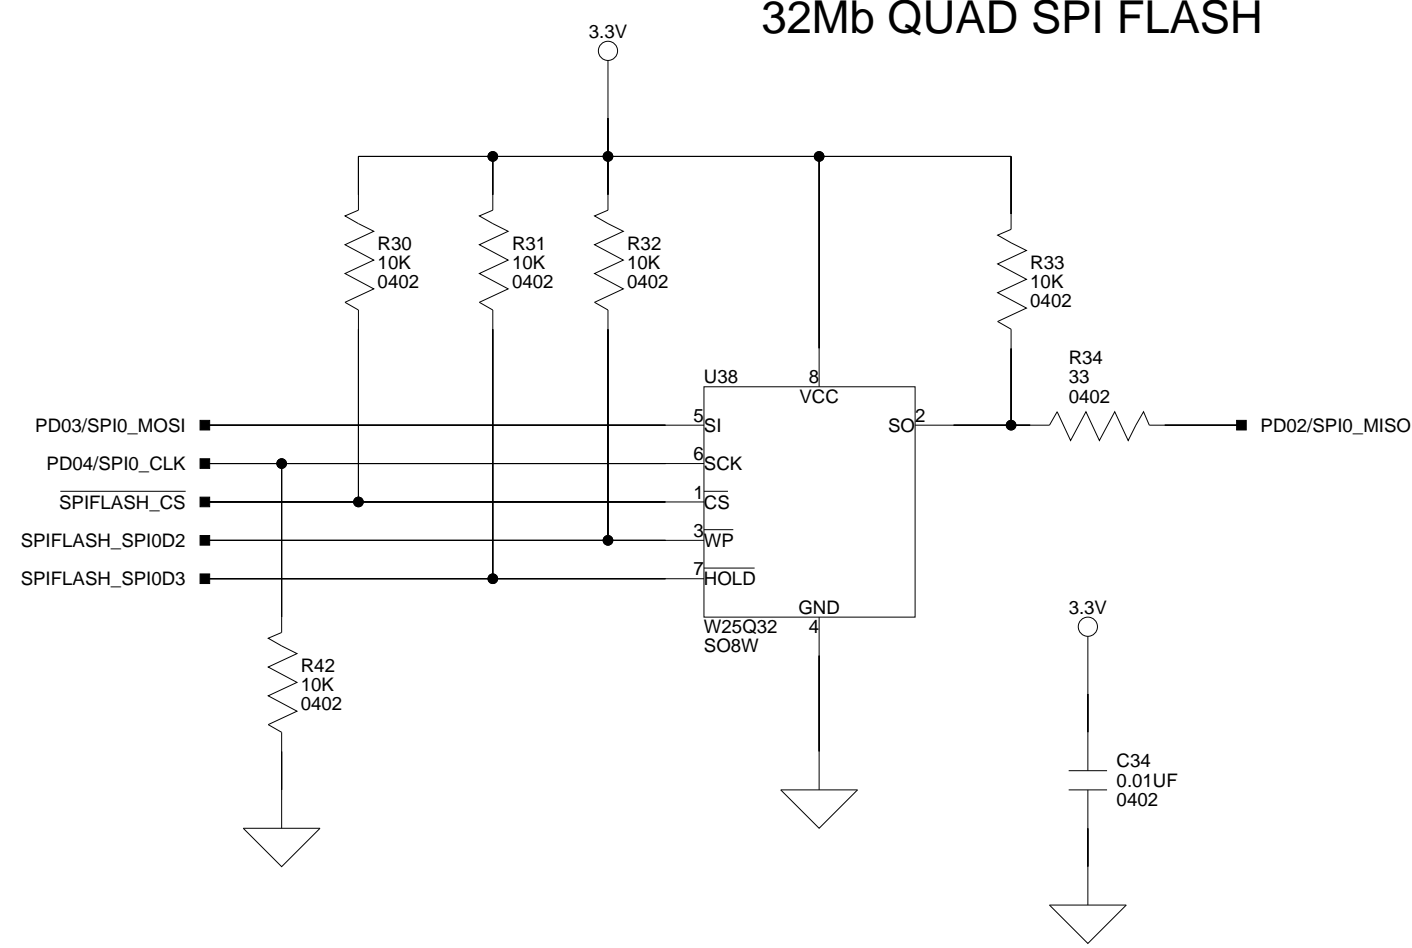 32Mb QUAD SPI FLASH
3.3V
R30
10K
0402
R31
10K
0402
R32
10K
0402
R33
10K
0402
R34
33
0402
U38
8
VCC
PD03/SPI0_MOSI
5
SI
SO
2
PD02/SPI0_MISO
PD04/SPI0_CLK
6
SCK
SPIFLASH_CS
1
CS
SPIFLASH_SPI0D2
3
WP
SPIFLASH_SPI0D3
7
HOLD
GND
4
W25Q32
SO8W
R42
10K
0402
3.3V
C34
0.01UF
0402